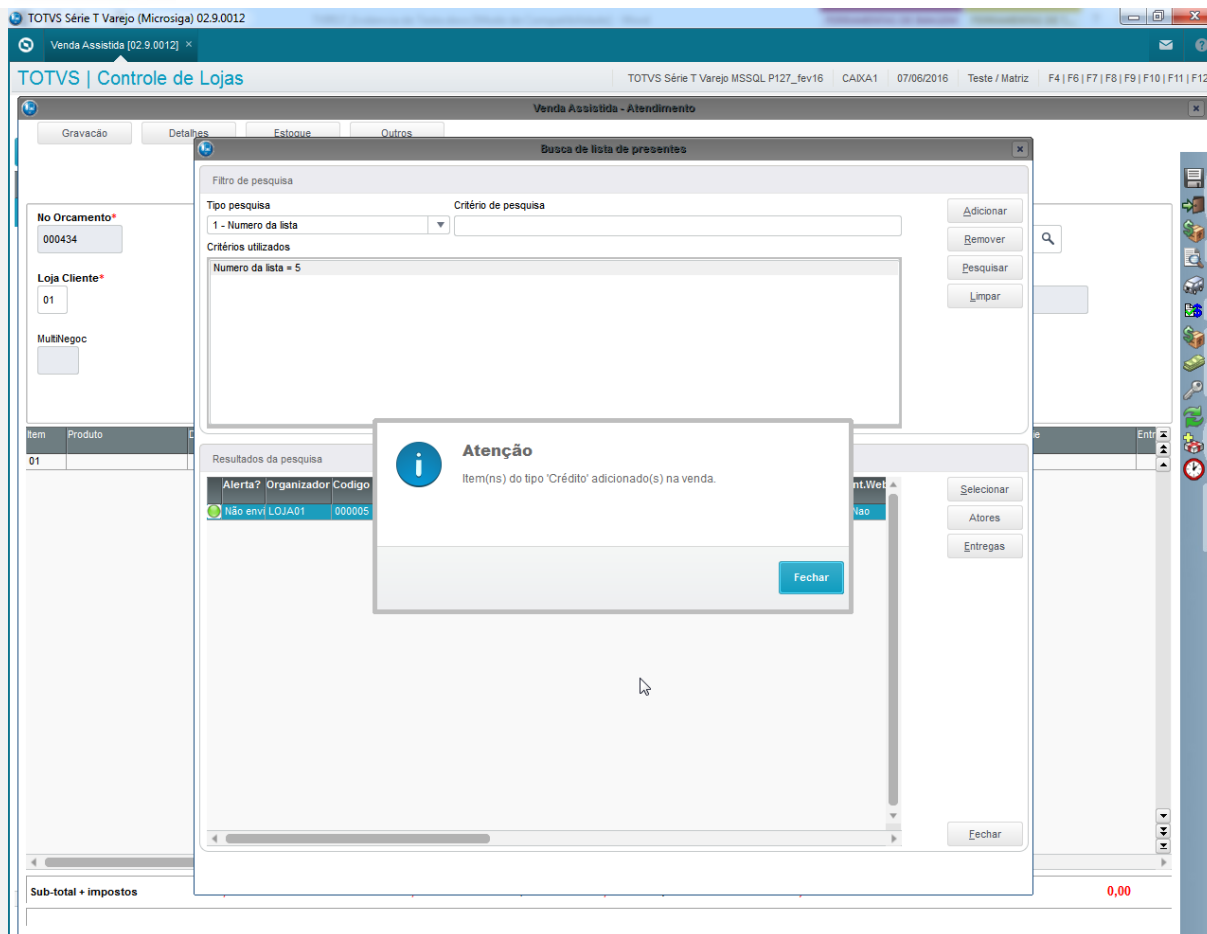 TOTVS Série T Varejo (Microsiga) 02.9.0012
Venda Assistida [02.9.0012] ×
TOTVS | Controle de Lojas
TOTVS Série T Varejo MSSQL P127_fev16 CAIXA1 07/06/2016 Teste / Matriz F4 | F6 | F7 | F8 | F9 | F10 | F11 | F12
Venda Assistida - Atendimento
Gravacão Detalhes Estoque Outros
Busca de lista de presentes
Filtro de pesquisa
Tipo pesquisa Critério de pesquisa
1 - Numero da lista
Adicionar
Critérios utilizados
Remover
Numero da lista = 5
Pesquisar
Limpar
No Orcamento*
000434
Loja Cliente*
01
MultiNegoc
Item Produto
Entr
01
Atenção
Item(ns) do tipo 'Crédito' adicionado(s) na venda.
Fechar
Resultados da pesquisa
Alerta? Organizador Codigo
nt.Web
Não envi LOJA01 000005
Nao
Selecionar
Atores
Entregas
Fechar
Sub-total + impostos 0,00